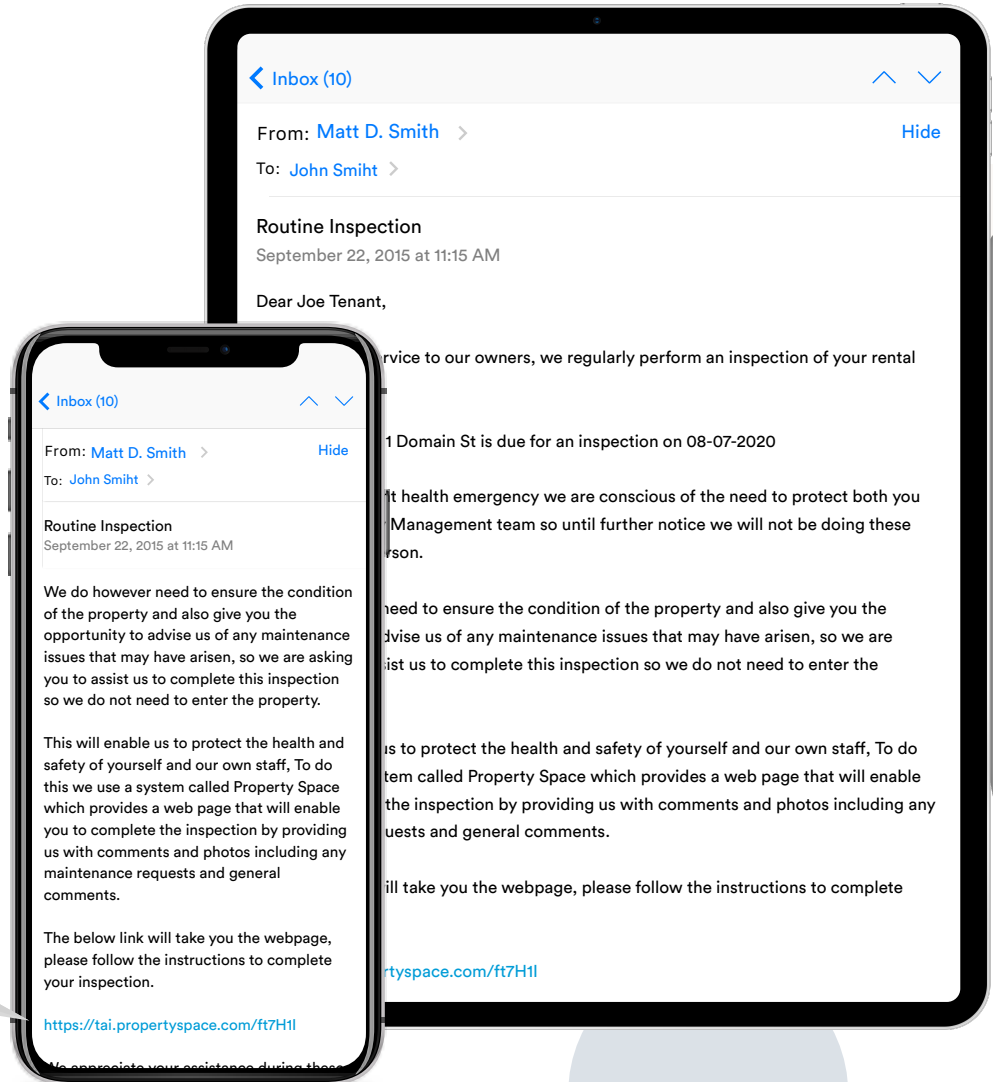 Inbox (10)
From: Matt D. Smith
Hide
To: John Smiht
Routine Inspection
September 22, 2015 at 11:15 AM
Dear Joe Tenant,
to our owners, we regularly perform an inspection of your rental
1 Domain St is due for an inspection on 08-07-2020
health emergency we are conscious of the need to protect both you
Management team so until further notice we will not be doing these
need to ensure the condition of the property and also give you the
us of any maintenance issues that may have arisen, so we are
us to complete this inspection so we do not need to enter the
us to protect the health and safety of yourself and our own staff, To do
called Property Space which provides a web page that will enable
the inspection by providing us with comments and photos including any
and general comments.
take you the webpage, please follow the instructions to complete
rtyspace.com/ft7H1l
Inbox (10)
From: Matt D. Smith
Hide
To: John Smiht
Routine Inspection
September 22, 2015 at 11:15 AM
We do however need to ensure the condition
of the property and also give you the
opportunity to advise us of any maintenance
issues that may have arisen, so we are asking
you to assist us to complete this inspection
so we do not need to enter the property.
This will enable us to protect the health and
safety of yourself and our own staff, To do
this we use a system called Property Space
which provides a web page that will enable
you to complete the inspection by providing
us with comments and photos including any
maintenance requests and general
comments.
The below link will take you the webpage,
please follow the instructions to complete
your inspection.
https://tai.propertyspace.com/ft7H1l
We appreciate your assistance during these